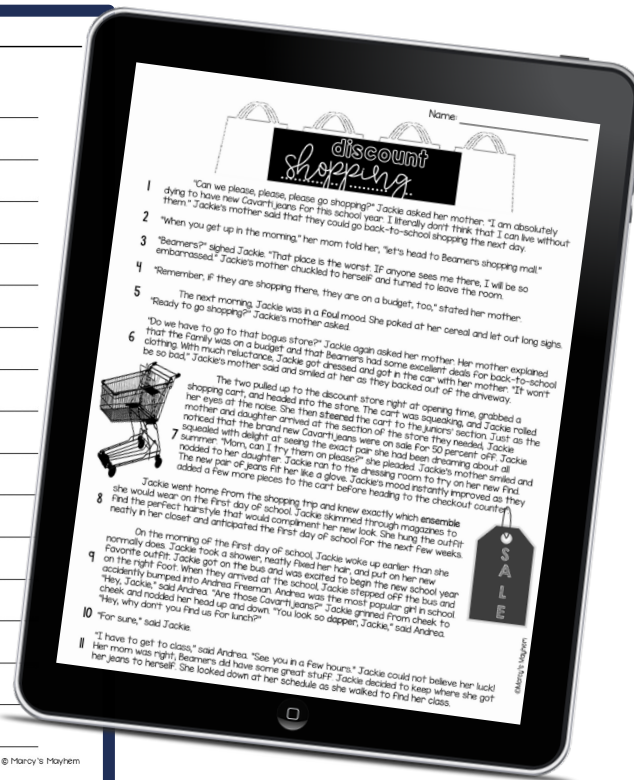 Name:
discount
shopping
1 "Can we please, please, please go shopping?" Jackie asked her mother. "I am absolutely
dying to have new Cavarti jeans for this school year. I literally don't think that I can live without
them." Jackie's mother said that they could go back-to-school shopping the next day.
2 "When you get up in the morning," her mom told her, "let's head to Beamers shopping mall."
3 "Beamers?" sighed Jackie. "That place is the worst. If anyone sees me there, I will be so
embarrassed." Jackie's mother chuckled to herself and turned to leave the room.
4 "Remember, if they are shopping there, they are on a budget, too," stated her mother.
5 The next morning, Jackie was in a foul mood. She poked at her cereal and let out long sighs.
"Ready to go shopping?" Jackie's mother asked.
6 "Do we have to go to that bogus store?" Jackie again asked her mother. Her mother explained
that the family was on a budget and that Beamers had some excellent deals for back-to-school
clothing. With much reluctance, Jackie got dressed and got in the car with her mother. "It won't
be so bad," Jackie's mother said and smiled at her as they backed out of the driveway.
The two pulled up to the discount store right at opening time, grabbed a
shopping cart, and headed into the store. The cart was squeaking, and Jackie rolled
her eyes at the noise. She then steered the cart to the juniors' section. Just as the
mother and daughter arrived at the section of the store they needed, Jackie
noticed that the brand new Cavarti jeans were on sale for 50 percent off. Jackie
squealed with delight at seeing the exact pair she had been dreaming about all
7 summer. "Mom, can I try them on please?" she pleaded. Jackie's mother smiled and
nodded to her daughter. Jackie ran to the dressing room to try on her new find.
The new pair of jeans fit her like a glove. Jackie's mood instantly improved as they
added a few more pieces to the cart before heading to the checkout counter.
Jackie went home from the shopping trip and knew exactly which ensemble
8 she would wear on the first day of school. Jackie skimmed through magazines to
find the perfect hairstyle that would compliment her new look. She hung the outfit
neatly in her closet and anticipated the first day of school for the next few weeks.
On the morning of the first day of school, Jackie woke up earlier than she
normally does. Jackie took a shower, neatly fixed her hair, and put on her new
9 favorite outfit. Jackie got on the bus and was excited to begin the new school year
on the right foot. When they arrived at the school, Jackie stepped off the bus and
accidently bumped into Andrea Freeman. Andrea was the most popular girl in school.
"Hey, Jackie," said Andrea. "Are those Cavarti jeans?" Jackie grinned from cheek to
cheek and nodded her head up and down. "You look so dapper, Jackie," said Andrea.
"Hey, why don't you find us for lunch?"
10 "For sure," said Jackie.
11 "I have to get to class," said Andrea. "See you in a few hours." Jackie could not believe her luck!
Her mom was right; Beamers did have some great stuff. Jackie decided to keep where she got
her jeans to herself. She looked down at her schedule as she walked to find her class.
SALE
©Marcy's Mayhem
© Marcy's Mayhem